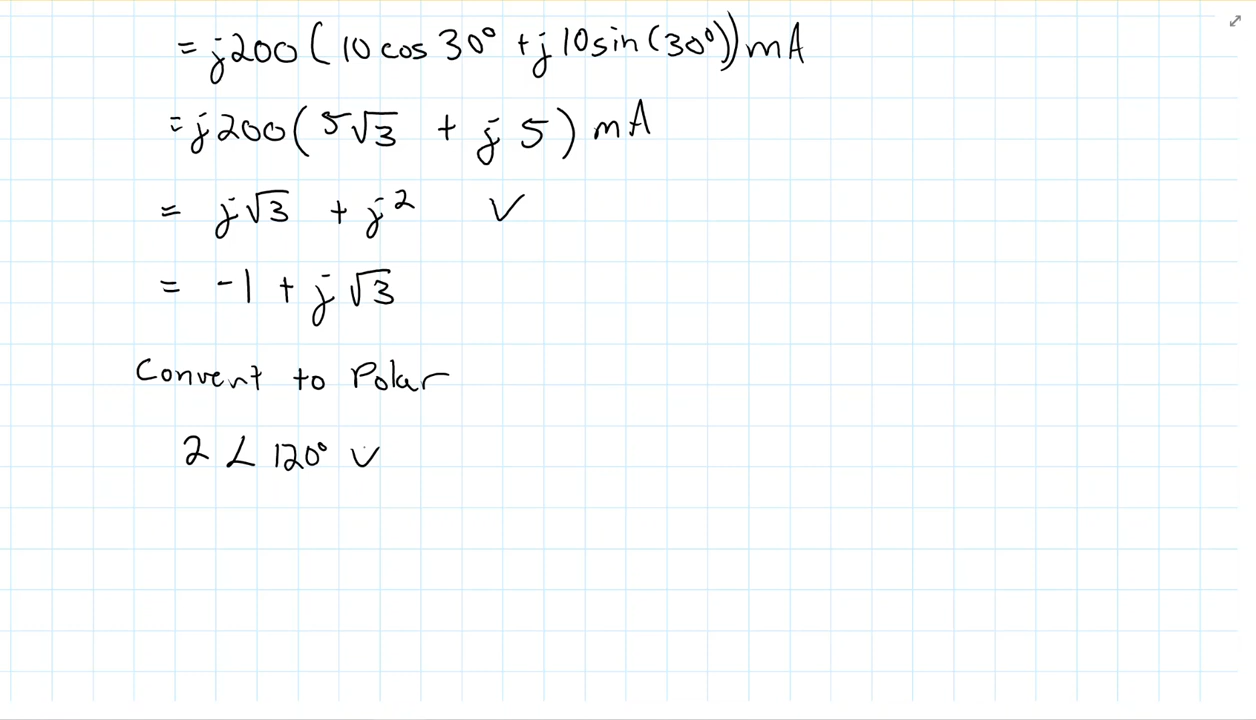 = j200(10 cos 30° + j 10 sin(30°)) mA
= j200(5√3 + j 5) mA
= j√3 + j² V
= -1 + j √3
Convert to Polar
2 ∠ 120° V